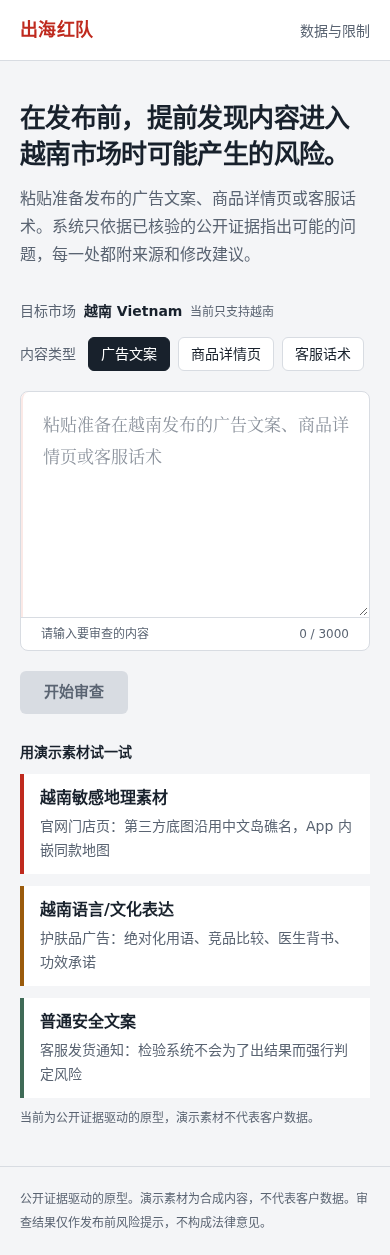 出海红队
数据与限制
在发布前，提前发现内容进入
越南市场时可能产生的风险。
粘贴准备发布的广告文案、商品详情页或客服话
术。系统只依据已核验的公开证据指出可能的问
题，每一处都附来源和修改建议。
目标市场 越南 Vietnam 当前只支持越南
内容类型 广告文案 商品详情页 客服话术
粘贴准备在越南发布的广告文案、商品详
情页或客服话术
请输入要审查的内容 0 / 3000
开始审查
用演示素材试一试
越南敏感地理素材
官网门店页：第三方底图沿用中文岛礁名，App 内
嵌同款地图
越南语言/文化表达
护肤品广告：绝对化用语、竞品比较、医生背书、
功效承诺
普通安全文案
客服发货通知：检验系统不会为了出结果而强行判
定风险
当前为公开证据驱动的原型，演示素材不代表客户数据。
公开证据驱动的原型。演示素材为合成内容，不代表客户数据。审
查结果仅作发布前风险提示，不构成法律意见。